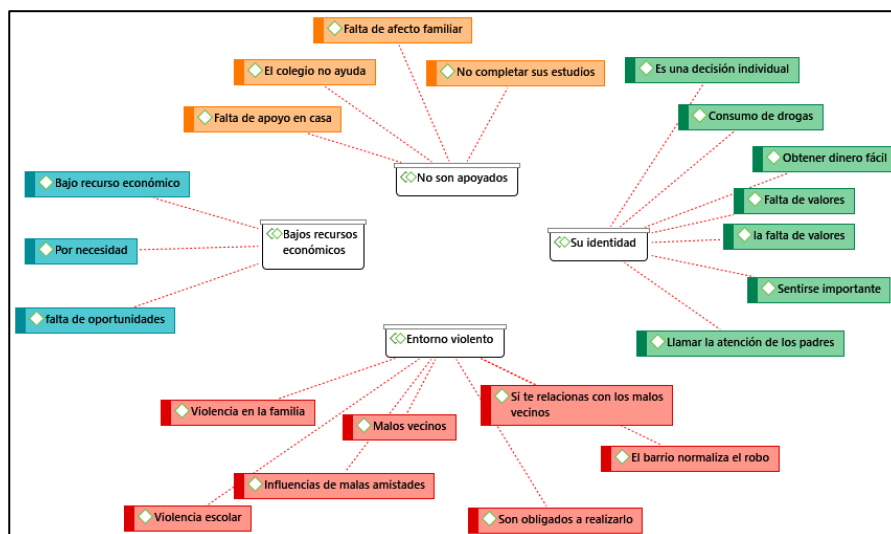 Falta de afecto familiar
El colegio no ayuda
No completar sus estudios
Falta de apoyo en casa
No son apoyados
Es una decisión individual
Consumo de drogas
Obtener dinero fácil
Falta de valores
la falta de valores
Su identidad
Sentirse importante
Llamar la atención de los padres
Bajo recurso económico
Por necesidad
falta de oportunidades
Bajos recursos
económicos
Entorno violento
Violencia en la familia
Malos vecinos
Si te relacionas con los malos
vecinos
El barrio normaliza el robo
Influencias de malas amistades
Violencia escolar
Son obligados a realizarlo